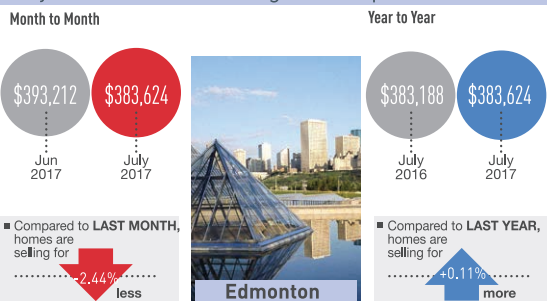 Month to Month
$393,212
$383,624
Jun
2017
July
2017
Compared to LAST MONTH,
homes are
selling for
-2.44%
less
Edmonton
Year to Year
$383,188
$383,624
July
2016
July
2017
Compared to LAST YEAR,
homes are
selling for
+0.11%
more